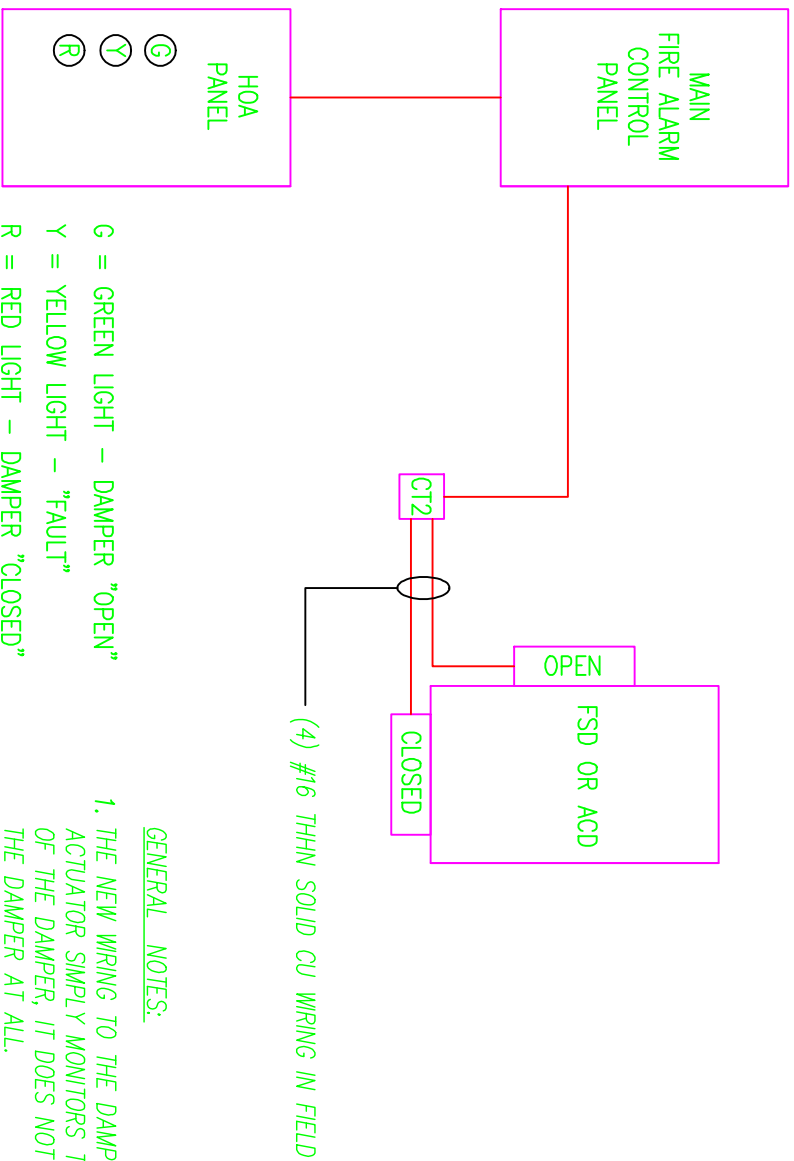 MAIN
FIRE ALARM
CONTROL
PANEL
HOA
PANEL
G
Y
R
CT2
OPEN
CLOSED
FSD OR ACD
(4) #16 THHN SOLID CU WIRING IN FIELD
G = GREEN LIGHT - DAMPER "OPEN"
Y = YELLOW LIGHT - "FAULT"
R = RED LIGHT - DAMPER "CLOSED"
GENERAL NOTES:
1. THE NEW WIRING TO THE DAMP
ACTUATOR SIMPLY MONITORS T
OF THE DAMPER, IT DOES NOT
THE DAMPER AT ALL.